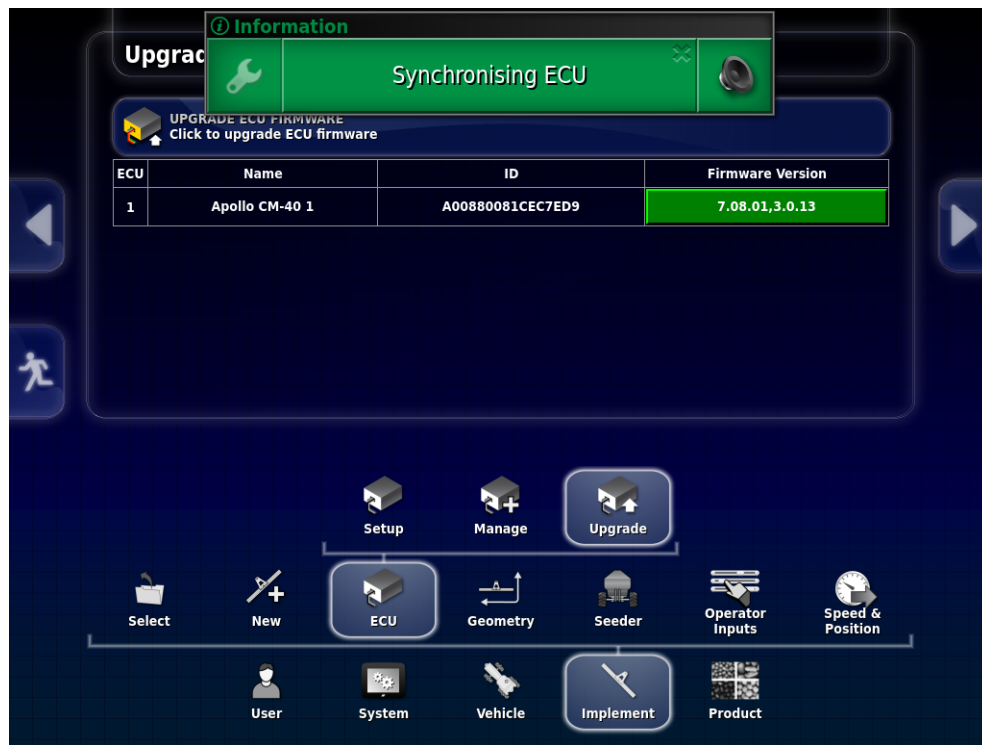 Information
Upgrad
Synchronising ECU
UPGRADE ECU FIRMWARE
Click to upgrade ECU firmware
ECU Name ID Firmware Version
1 Apollo CM-40 1 A00880081CEC7ED9 7.08.01,3.0.13
Setup Manage Upgrade
Select New ECU Geometry Seeder Operator Inputs Speed & Position
User System Vehicle Implement Product